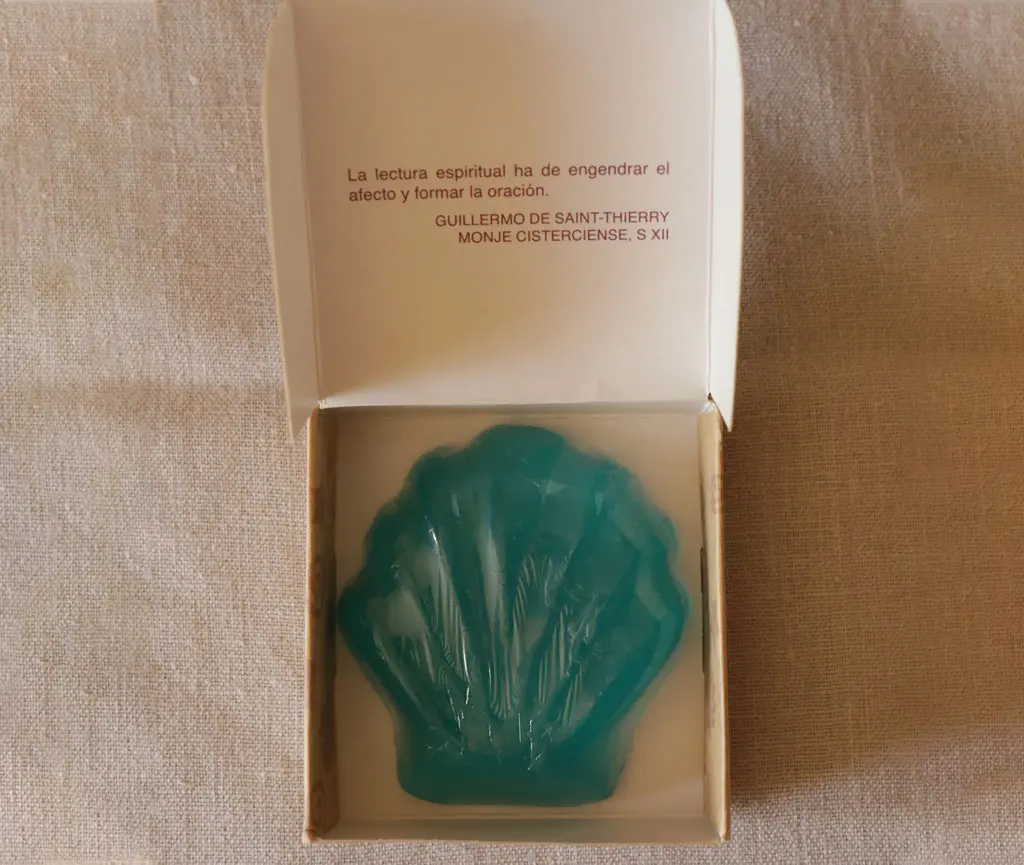 La lectura espiritual ha de engendrar el
afecto y formar la oración.
GUILLERMO DE SAINT-THIERRY
MONJE CISTERCIENSE, S XII